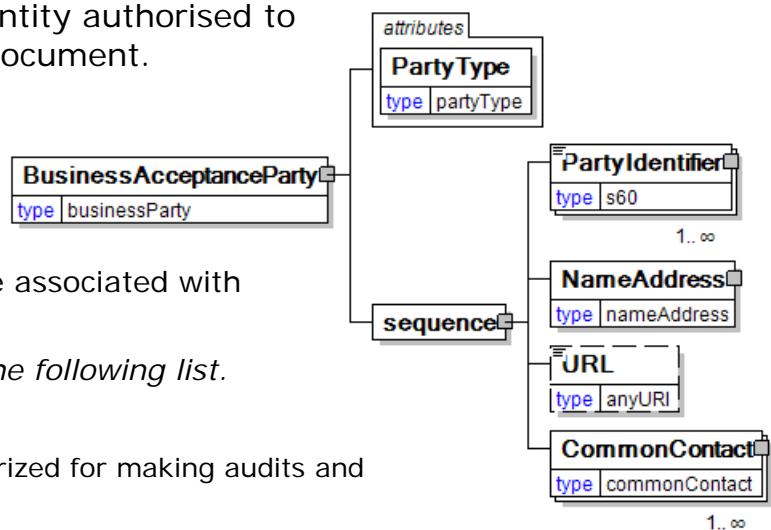 ntity authorised to
ocument.
e associated with
he following list.
rized for making audits and
BusinessAcceptanceParty
type businessParty
attributes
PartyType
type partyType
sequence
PartyIdentifier
type s60
1.. ∞
NameAddress
type nameAddress
URL
type anyURI
CommonContact
type commonContact
1.. ∞